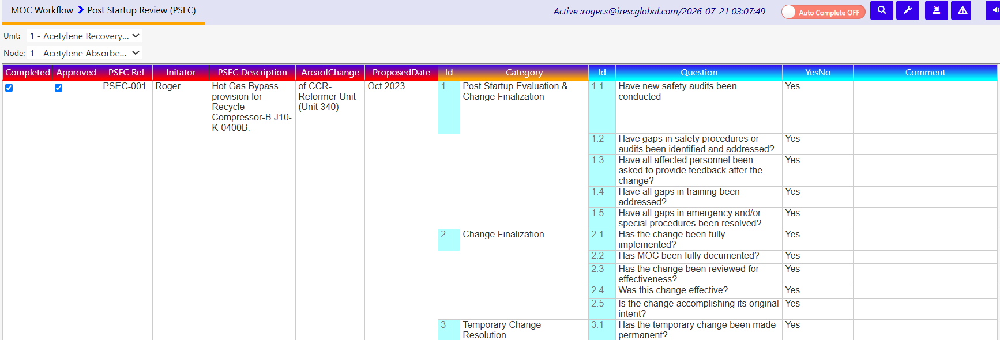 MOC Workflow Post Startup Review (PSEC)
Active :roger.s@irescglobal.com/2026-07-21 03:07:49
Auto Complete OFF
Unit: 1 - Acetylene Recovery...
Node: 1 - Acetylene Absorbe...
Completed Approved PSEC Ref Initator PSEC Description AreaofChange ProposedDate Id Category Id Question YesNo Comment
PSEC-001
Roger
Hot Gas Bypass
provision for
Recycle
Compressor-B J10-
K-0400B.
of CCR-
Reformer Unit
(Unit 340)
Oct 2023
1
Post Startup Evaluation &
Change Finalization
1.1
Have new safety audits been
conducted
Yes
1.2
Have gaps in safety procedures or
audits been identified and addressed?
Yes
1.3
Have all affected personnel been
asked to provide feedback after the
change?
Yes
1.4
Have all gaps in training been
addressed?
Yes
1.5
Have all gaps in emergency and/or
special procedures been resolved?
Yes
2
Change Finalization
2.1
Has the change been fully
implemented?
Yes
2.2
Has MOC been fully documented?
Yes
2.3
Has the change been reviewed for
effectiveness?
Yes
2.4
Was this change effective?
Yes
2.5
Is the change accomplishing its original
intent?
Yes
3
Temporary Change
Resolution
3.1
Has the temporary change been made
permanent?
Yes